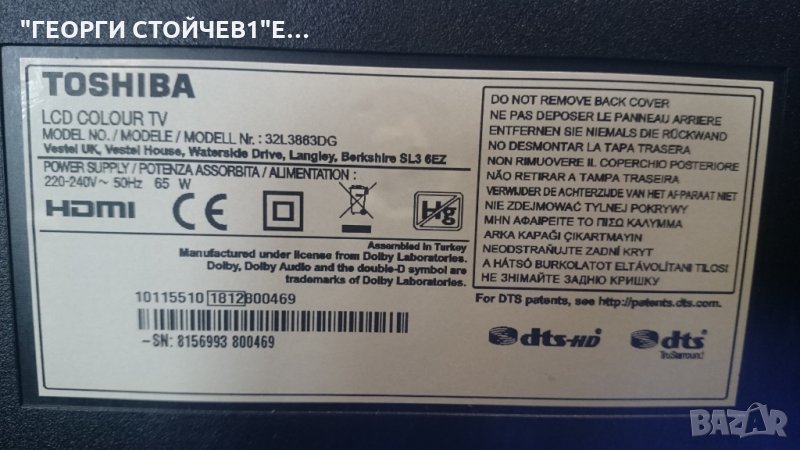 "ГЕОРГИ СТОЙЧЕВ1"Е...
TOSHIBA
LCD COLOUR TV
MODEL NO./ MODELE / MODELL Nr. : 32L3863DG
Vestel UK, Vestel House, Waterside Drive, Langley, Berkshire SL3 6EZ
POWER SUPPLY / POTENZA ASSORBITA / ALIMENTATION :
220-240V~ 50Hz 65 W
HDMI CE Hg
Assembled in Turkey
Manufactured under license from Dolby Laboratories.
Dolby, Dolby Audio and the double-D symbol are
trademarks of Dolby Laboratories.
10115510 1812 800469
-SN: 8156993 800469
DO NOT REMOVE BACK COVER
NE PAS DEPOSER LE PANNEAU ARRIERE
ENTFERNEN SIE NIEMALS DIE RÜCKWAND
NO DESMONTAR LA TAPA TRASERA
NON RIMUOVERE IL COPERCHIO POSTERIORE
NÃO RETIRAR A TAMPA TRASEIRA
VERWIJDER DE ACHTERZIJDE VAN HET APPARAAT NIET
NIE ZDEJMOWAĆ TYLNEJ POKRYWY
ΜΗΝ ΑΦΑΙΡΕΙΤΕ ΤΟ ΠΙΣΩ ΚΑΛΥΜΜΑ
ARKA KAPAĞI ÇIKARTMAYIN
NEODSTRAŇUJTE ZADNÍ KRYT
A HÁTSÓ BURKOLATOT ELTÁVOLÍTANI TILOS!
НЕ ЗНІМАЙТЕ ЗАДНЮ КРИШКУ
For DTS patents, see http://patents.dts.com.
dts-HD dts
TruSurround
BAZAR